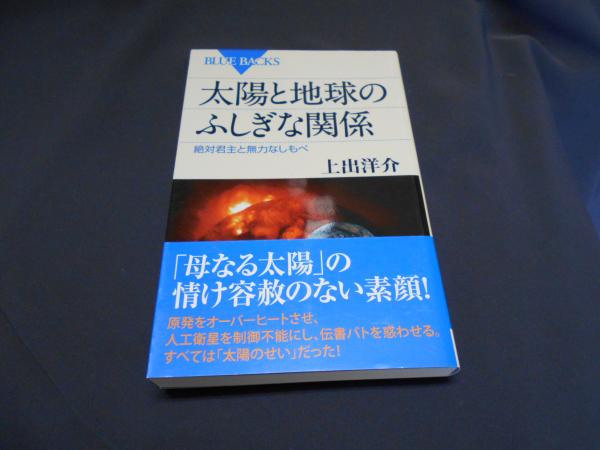 BLUE BACKS
太陽と地球の
ふしぎな関係
絶対君主と無力なしもべ
上出洋介
「母なる太陽」の
情け容赦のない素顔!
原発をオーバーヒートさせ、
人工衛星を制御不能にし、伝書バトを惑わせる。
すべては「太陽のせい」だった!